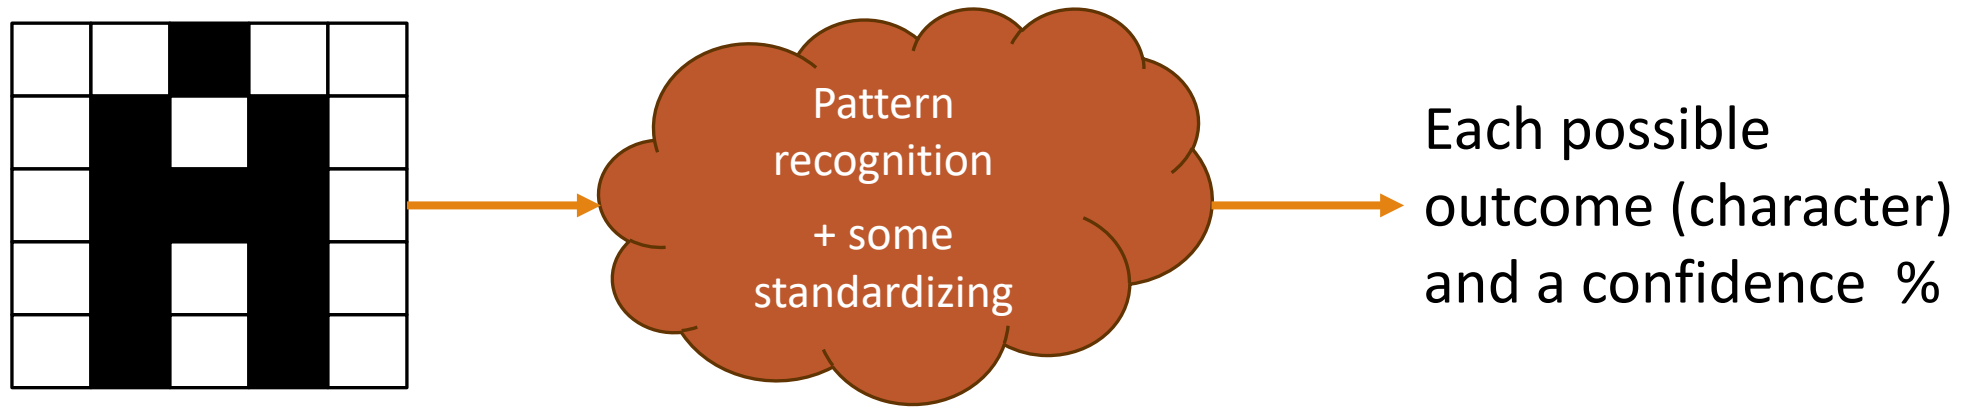 Pattern
recognition
+ some
standardizing
Each possible
outcome (character)
and a confidence %